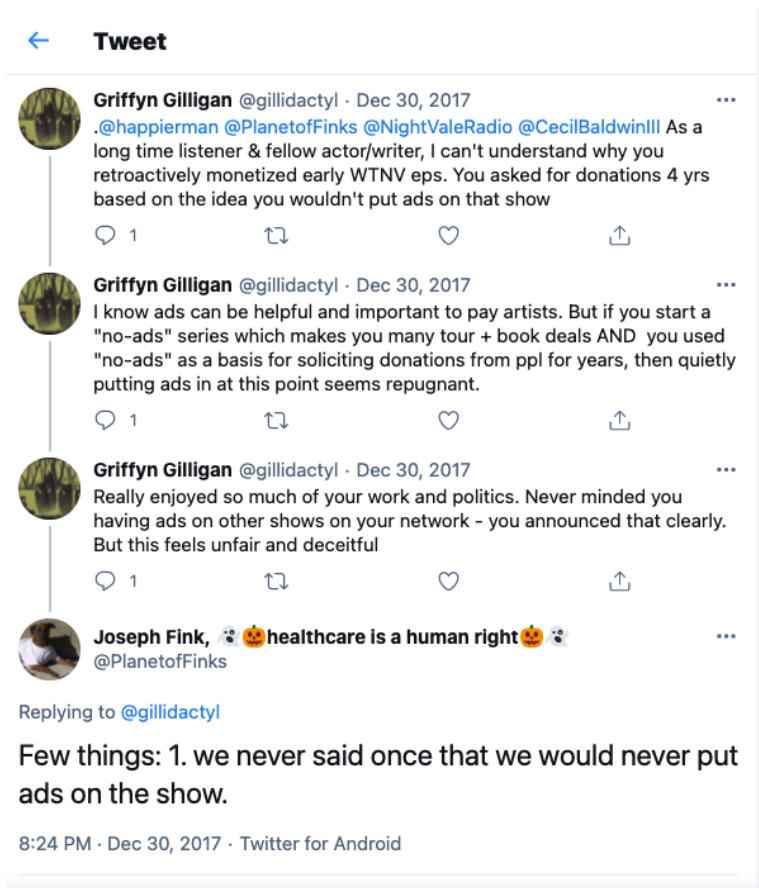 Tweet
Griffyn Gilligan @gillidactyl · Dec 30, 2017
.@happierman @PlanetofFinks @NightValeRadio @CecilBaldwinIII As a
long time listener & fellow actor/writer, I can't understand why you
retroactively monetized early WTNV eps. You asked for donations 4 yrs
based on the idea you wouldn't put ads on that show
1
Griffyn Gilligan @gillidactyl · Dec 30, 2017
I know ads can be helpful and important to pay artists. But if you start a
"no-ads" series which makes you many tour + book deals AND  you used
"no-ads" as a basis for soliciting donations from ppl for years, then quietly
putting ads in at this point seems repugnant.
1
Griffyn Gilligan @gillidactyl · Dec 30, 2017
Really enjoyed so much of your work and politics. Never minded you
having ads on other shows on your network - you announced that clearly.
But this feels unfair and deceitful
1
Joseph Fink, 👻🎃healthcare is a human right🎃👻
@PlanetofFinks
Replying to @gillidactyl
Few things: 1. we never said once that we would never put
ads on the show.
8:24 PM · Dec 30, 2017 · Twitter for Android